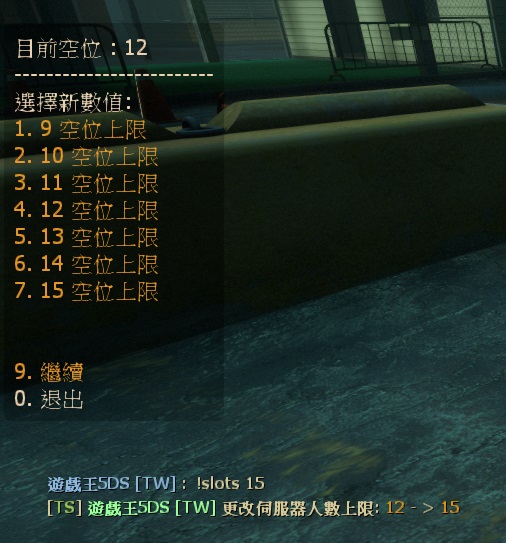 目前空位：12
-------------------------
選擇新數值:
1. 9 空位上限
2. 10 空位上限
3. 11 空位上限
4. 12 空位上限
5. 13 空位上限
6. 14 空位上限
7. 15 空位上限
9. 繼續
0. 退出
遊戲王5DS [TW] : !slots 15
[TS] 遊戲王5DS [TW] 更改伺服器人數上限: 12 - > 15